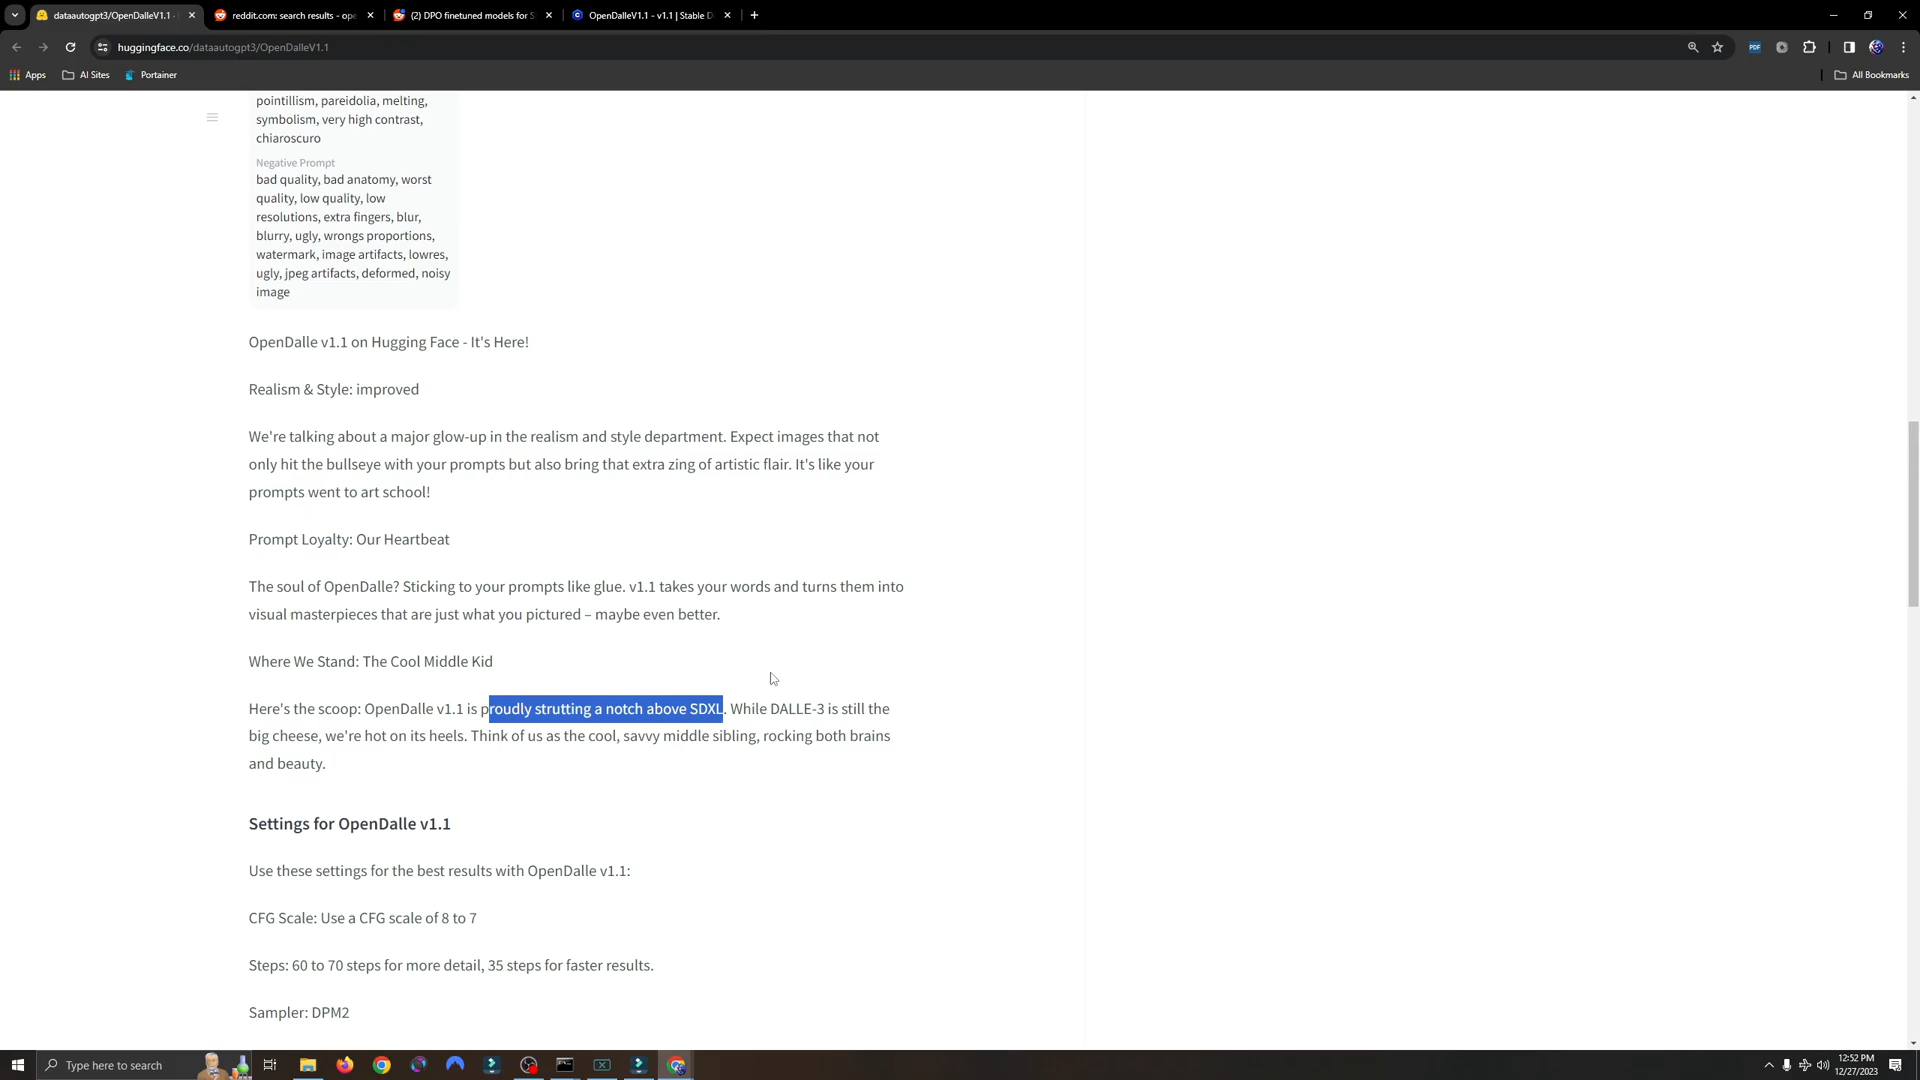 dataautogpt3/OpenDalleV1.1 ·
reddit.com: search results - ope
(2) DPO finetuned models for S
OpenDalleV1.1 - v1.1 | Stable D
huggingface.co/dataautogpt3/OpenDalleV1.1
PDF
Apps
AI Sites
Portainer
All Bookmarks
pointillism, pareidolia, melting,
symbolism, very high contrast,
chiaroscuro
Negative Prompt
bad quality, bad anatomy, worst
quality, low quality, low
resolutions, extra fingers, blur,
blurry, ugly, wrongs proportions,
watermark, image artifacts, lowres,
ugly, jpeg artifacts, deformed, noisy
image
OpenDalle v1.1 on Hugging Face - It's Here!
Realism & Style: improved
We're talking about a major glow-up in the realism and style department. Expect images that not
only hit the bullseye with your prompts but also bring that extra zing of artistic flair. It's like your
prompts went to art school!
Prompt Loyalty: Our Heartbeat
The soul of OpenDalle? Sticking to your prompts like glue. v1.1 takes your words and turns them into
visual masterpieces that are just what you pictured – maybe even better.
Where We Stand: The Cool Middle Kid
Here's the scoop: OpenDalle v1.1 is proudly strutting a notch above SDXL. While DALLE-3 is still the
big cheese, we're hot on its heels. Think of us as the cool, savvy middle sibling, rocking both brains
and beauty.
Settings for OpenDalle v1.1
Use these settings for the best results with OpenDalle v1.1:
CFG Scale: Use a CFG scale of 8 to 7
Steps: 60 to 70 steps for more detail, 35 steps for faster results.
Sampler: DPM2
Type here to search
12:52 PM
12/27/2023